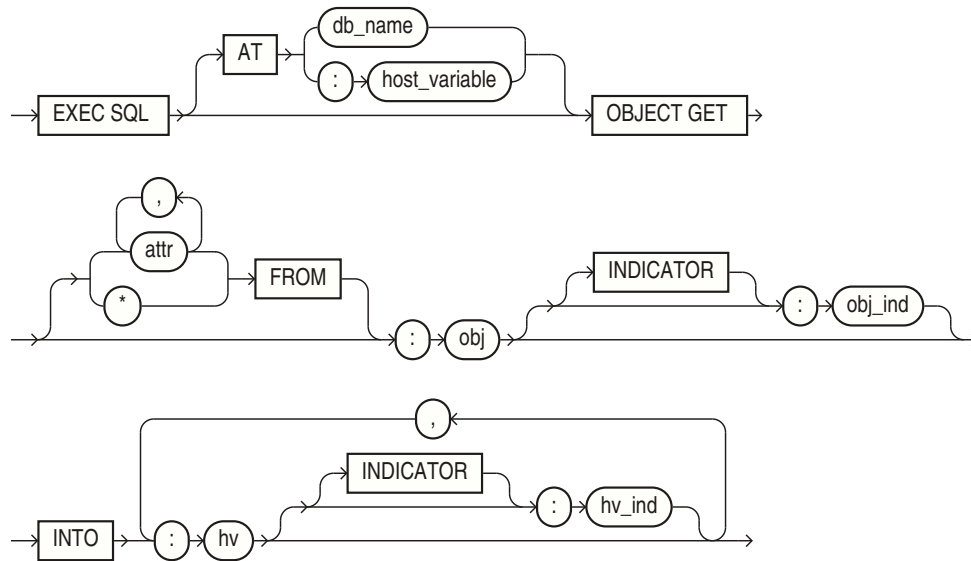 db_name
AT
: host_variable
EXEC SQL OBJECT GET
,
attr
* FROM INDICATOR
: obj : obj_ind
,
INDICATOR
INTO : hv : hv_ind